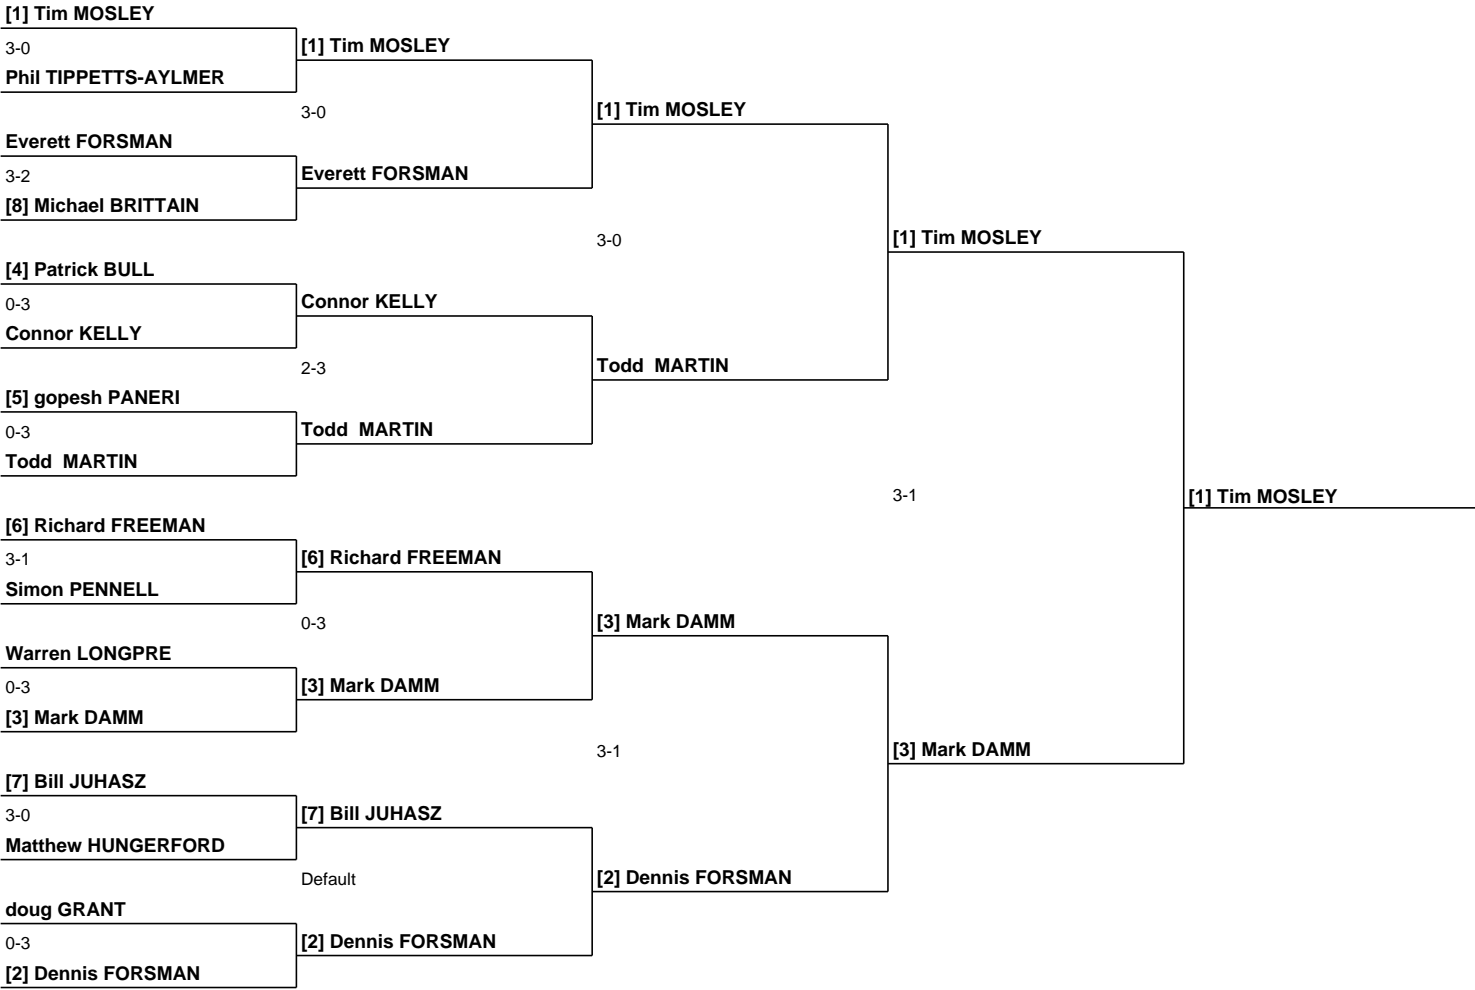 [1] Tim MOSLEY
3-0
Phil TIPPETTS-AYLMER
Everett FORSMAN
3-2
[8] Michael BRITTAIN
[4] Patrick BULL
0-3
Connor KELLY
[5] gopesh PANERI
0-3
Todd  MARTIN
[6] Richard FREEMAN
3-1
Simon PENNELL
Warren LONGPRE
0-3
[3] Mark DAMM
[7] Bill JUHASZ
3-0
Matthew HUNGERFORD
doug GRANT
0-3
[2] Dennis FORSMAN
[1] Tim MOSLEY
3-0
Everett FORSMAN
Connor KELLY
2-3
Todd  MARTIN
[6] Richard FREEMAN
0-3
[3] Mark DAMM
[7] Bill JUHASZ
Default
[2] Dennis FORSMAN
[1] Tim MOSLEY
3-0
Todd  MARTIN
[3] Mark DAMM
3-1
[2] Dennis FORSMAN
[1] Tim MOSLEY
3-1
[3] Mark DAMM
[1] Tim MOSLEY